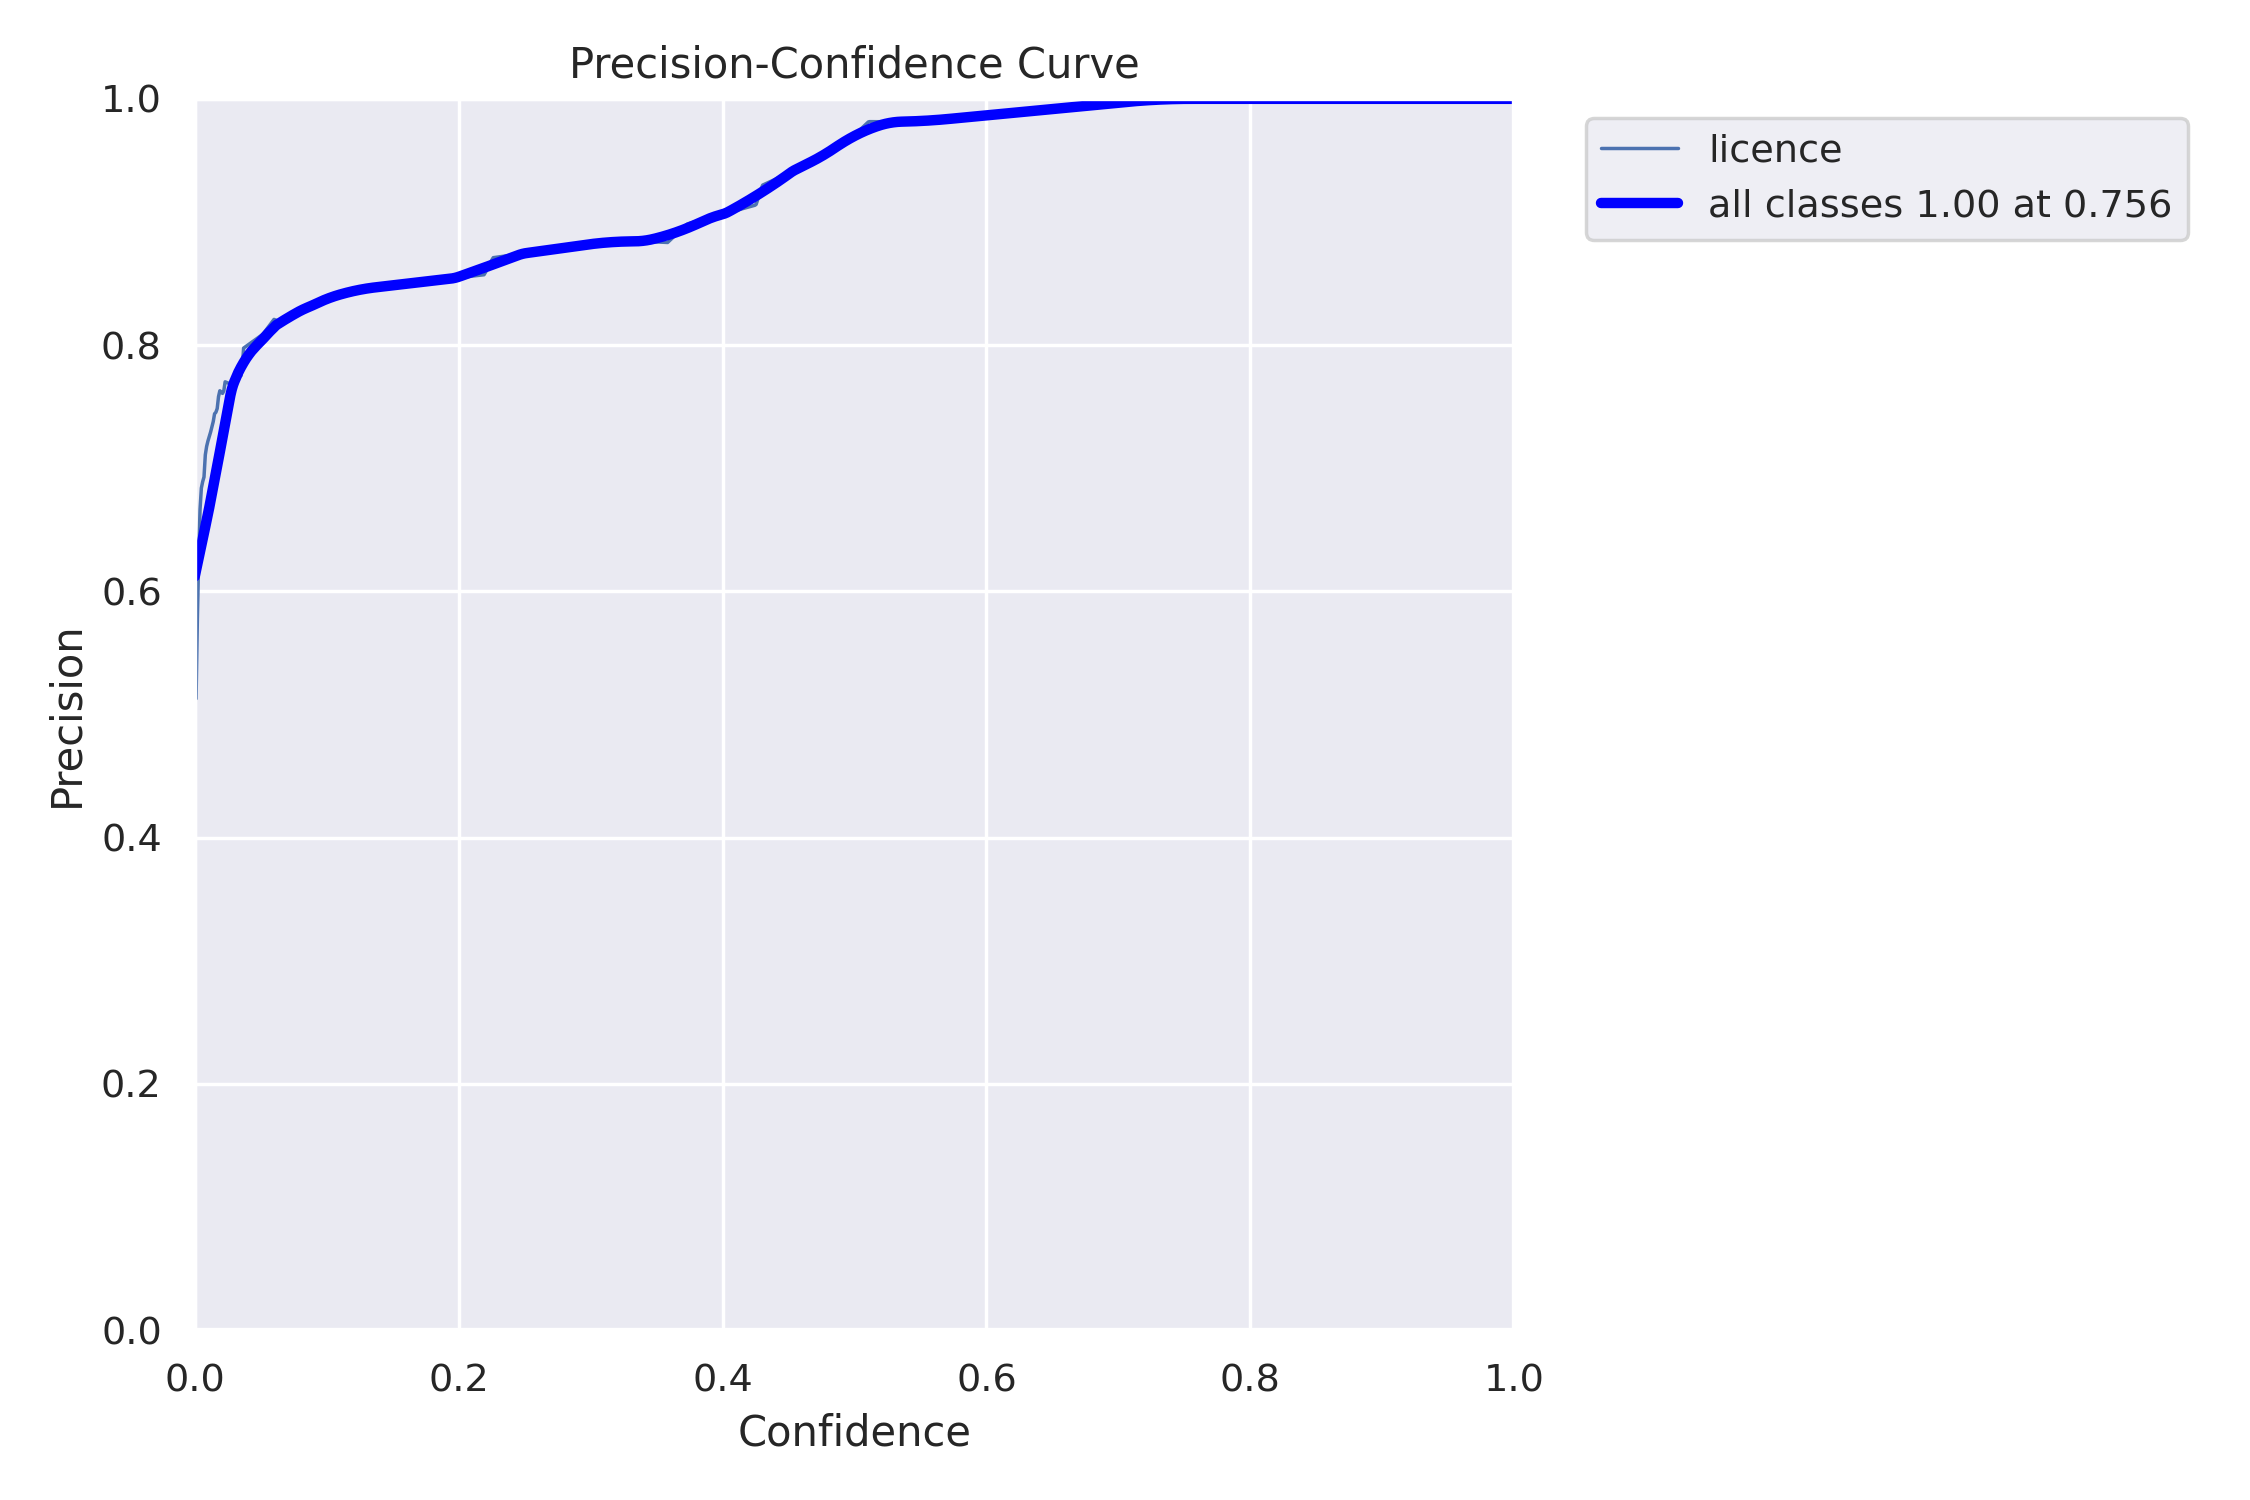 Precision-Confidence Curve
1.0
0.8
0.6
0.4
0.2
0.0
Precision
0.0 0.2 0.4 0.6 0.8 1.0
Confidence
licence
all classes 1.00 at 0.756